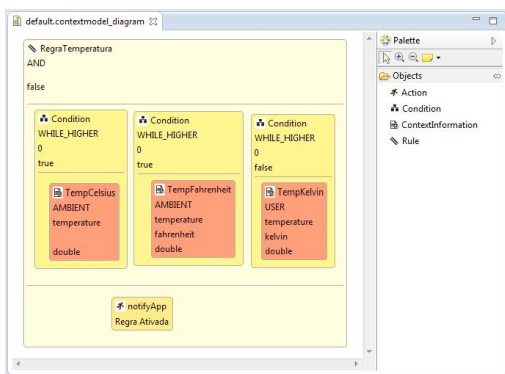 default.contextmodel_diagram
RegraTemperatura
AND
false
Condition
WHILE_HIGHER
0
true
TempCelsius
AMBIENT
temperature
double
Condition
WHILE_HIGHER
0
true
TempFahrenheit
AMBIENT
temperature
fahrenheit
double
Condition
WHILE_HIGHER
0
false
TempKelvin
USER
temperature
kelvin
double
notifyApp
Regra Ativada
Palette
Objects
Action
Condition
ContextInformation
Rule